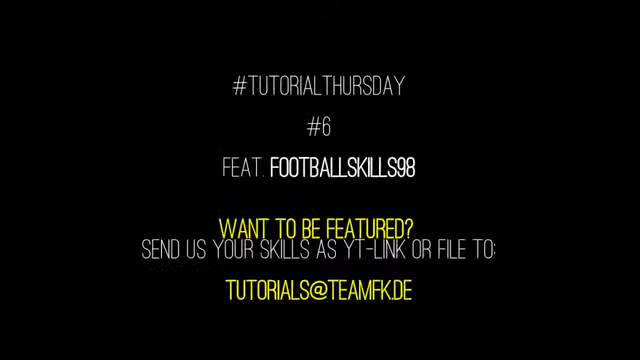 #TUTORIALTHURSDAY
#6
FEAT. FOOTBALLSKILLS98
WANT TO BE FEATURED?
SEND US YOUR SKILLS AS YT-LINK OR FILE TO:
TUTORIALS@TEAMFK.DE